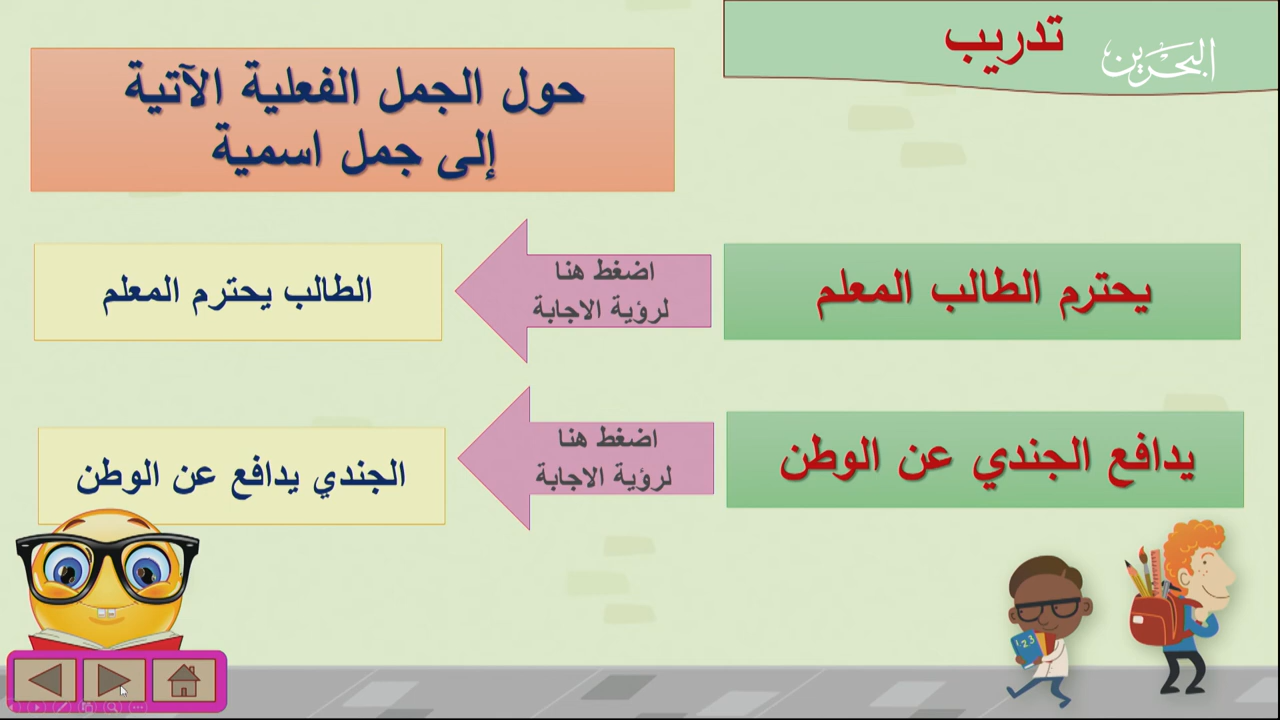 تدريب
البحرين
حول الجمل الفعلية الآتية
إلى جمل اسمية
يحترم الطالب المعلم
اضغط هنا
لرؤية الاجابة
الطالب يحترم المعلم
يدافع الجندي عن الوطن
اضغط هنا
لرؤية الاجابة
الجندي يدافع عن الوطن
123